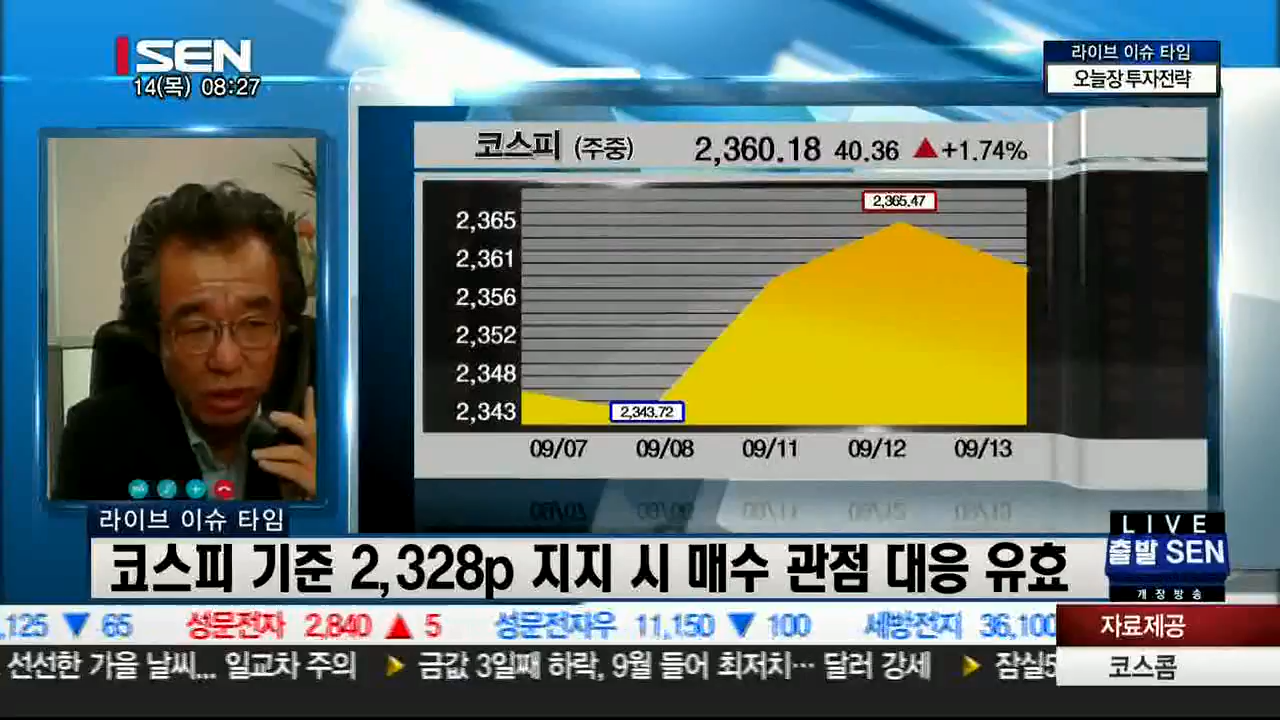 SEN
14(목) 08:27
라이브 이슈 타임
오늘장 투자전략
코스피 (주중) 2,360.18 40.36 ▲+1.74%
2,365.47
2,365
2,361
2,356
2,352
2,348
2,343
2,343.72
09/07 09/08 09/11 09/12 09/13
라이브 이슈 타임
LIVE
출발 SEN
개장방송
코스피 기준 2,328p 지지 시 매수 관점 대응 유효
,125 ▼ 65 성문전자 2,840 ▲ 5 성문전자우 11,150 ▼ 100 세방전지 36,100
자료제공
선선한 가을 날씨... 일교차 주의 ▶ 금값 3일째 하락, 9월 들어 최저치… 달러 강세 ▶ 잠실5
코스콤